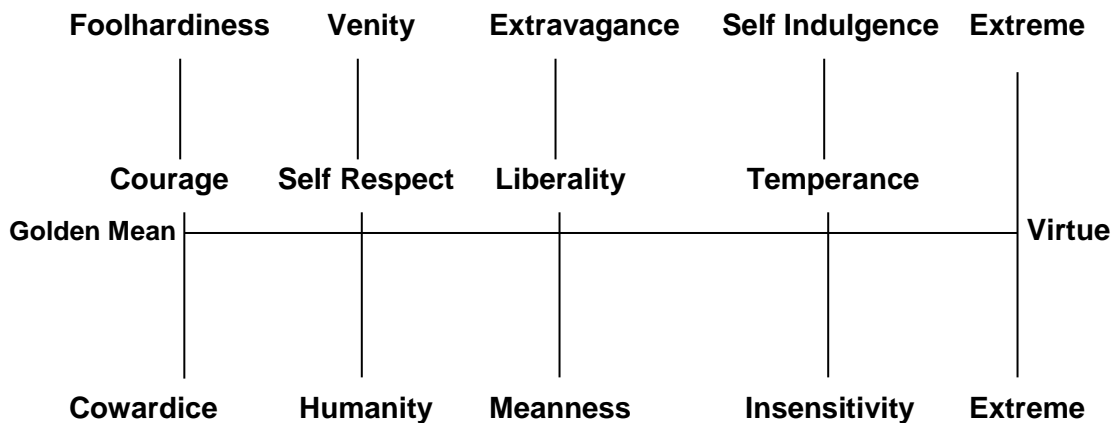 Foolhardiness Venity Extravagance Self Indulgence Extreme
Courage Self Respect Liberality Temperance
Golden Mean Virtue
Cowardice Humanity Meanness Insensitivity Extreme